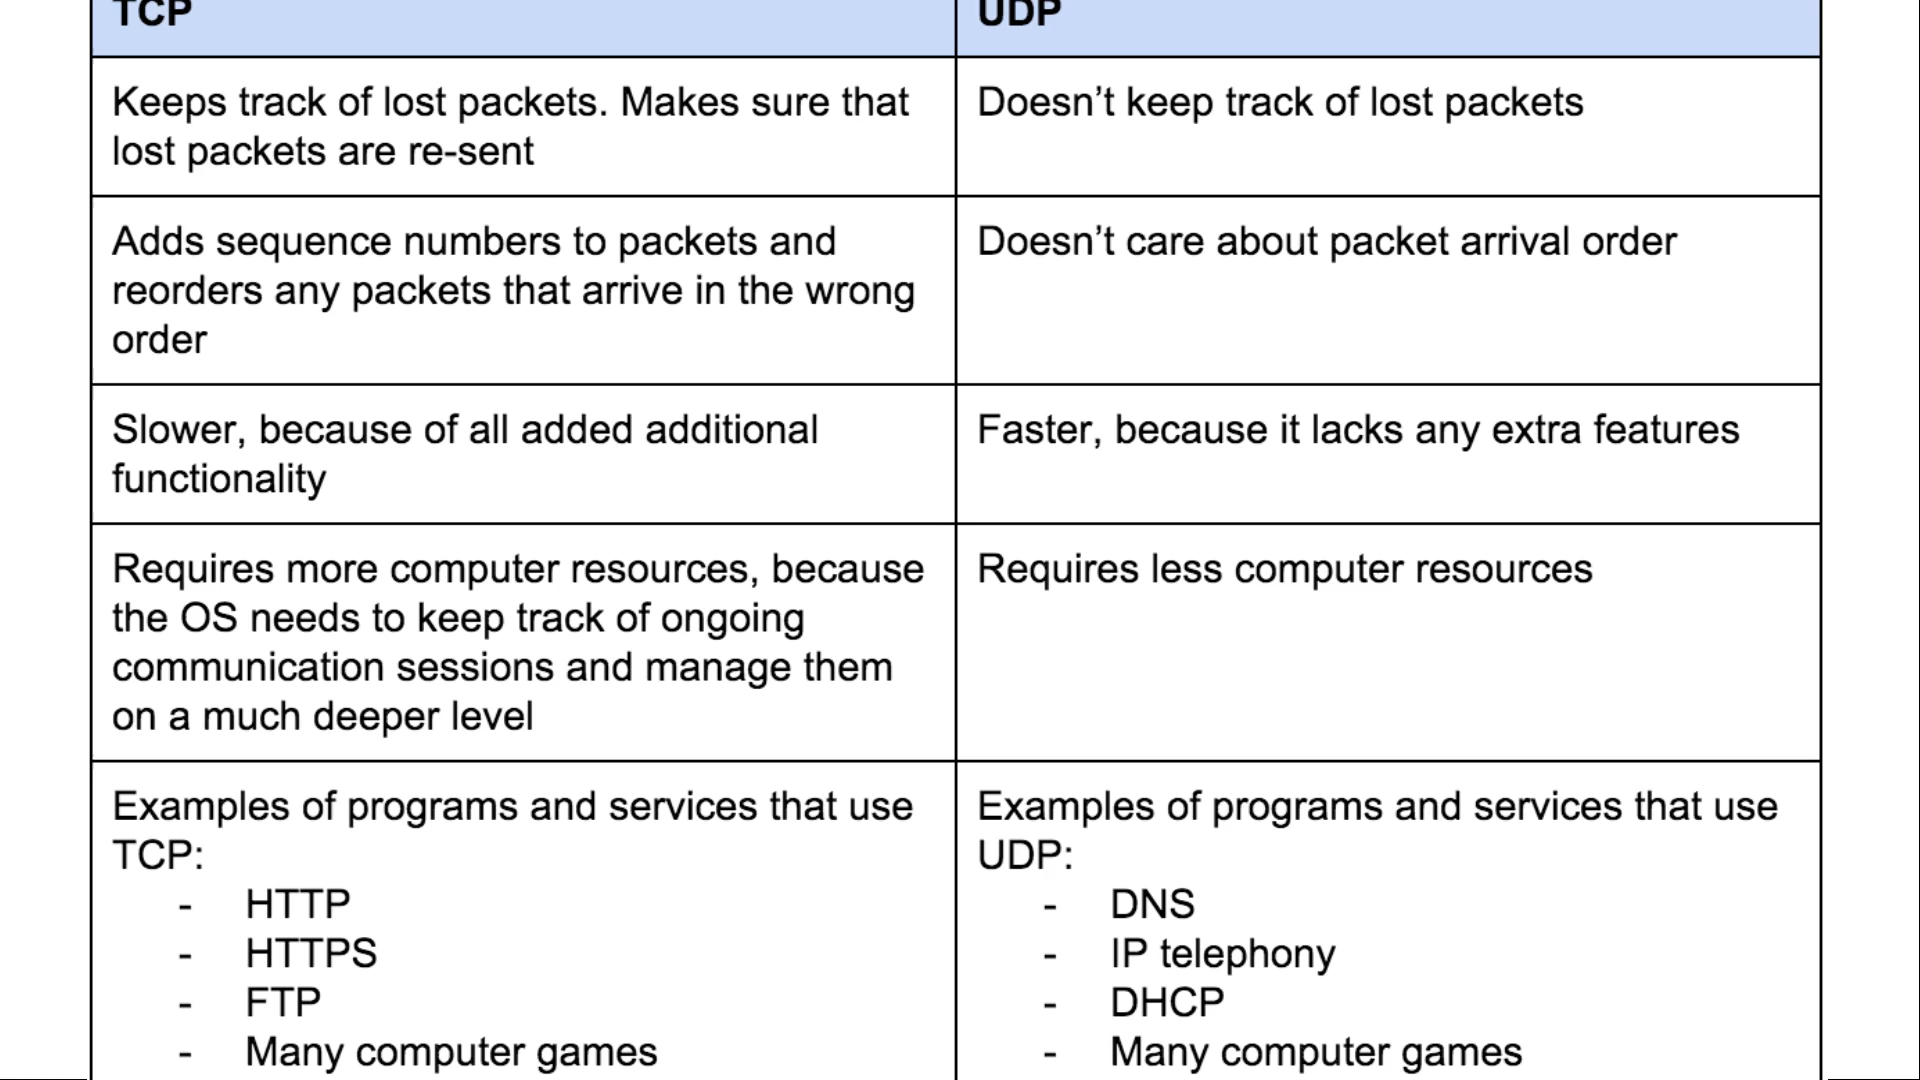 TCP
UDP
Keeps track of lost packets. Makes sure that
lost packets are re-sent
Doesn’t keep track of lost packets
Adds sequence numbers to packets and
reorders any packets that arrive in the wrong
order
Doesn’t care about packet arrival order
Slower, because of all added additional
functionality
Faster, because it lacks any extra features
Requires more computer resources, because
the OS needs to keep track of ongoing
communication sessions and manage them
on a much deeper level
Requires less computer resources
Examples of programs and services that use
TCP:
- HTTP
- HTTPS
- FTP
- Many computer games
Examples of programs and services that use
UDP:
- DNS
- IP telephony
- DHCP
- Many computer games